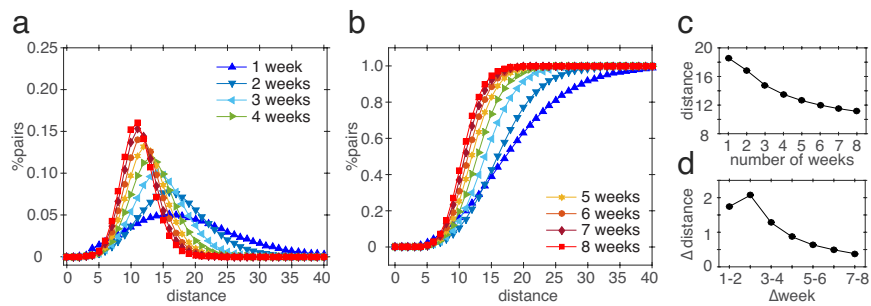 a
0.25
0.20
0.15
0.10
0.05
0
%pairs
1 week
2 weeks
3 weeks
4 weeks
0 5 10 15 20 25 30 35 40
distance
b
1.0
0.8
0.6
0.4
0.2
0
%pairs
5 weeks
6 weeks
7 weeks
8 weeks
0 5 10 15 20 25 30 35 40
distance
c
20
16
12
8
distance
1 2 3 4 5 6 7 8
number of weeks
d
2
1
0
Δ distance
1-2 3-4 5-6 7-8
Δweek